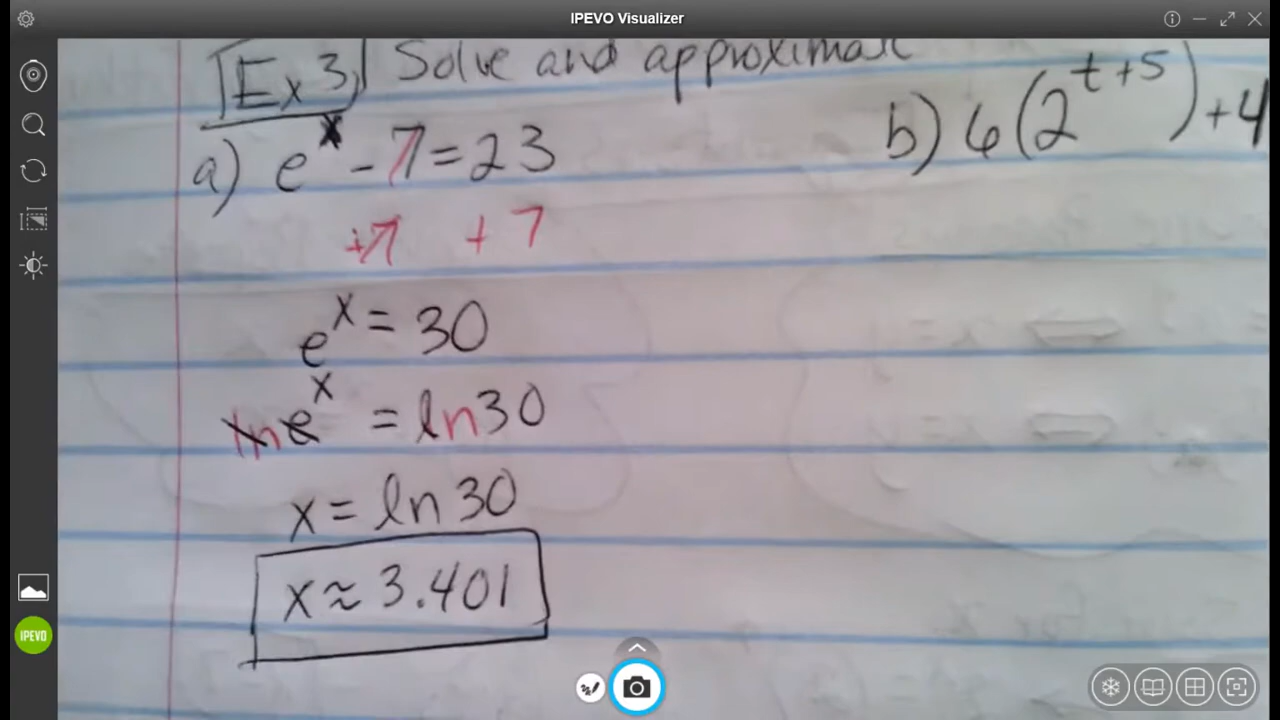 IPEVO Visualizer
Ex 3 Solve and approximate
a) e^x - 7 = 23
+7 +7
e^x = 30
ln e^x = ln 30
x = ln 30
x ≈ 3.401
b) 6(2^{t+5}) + 4
IPEVO